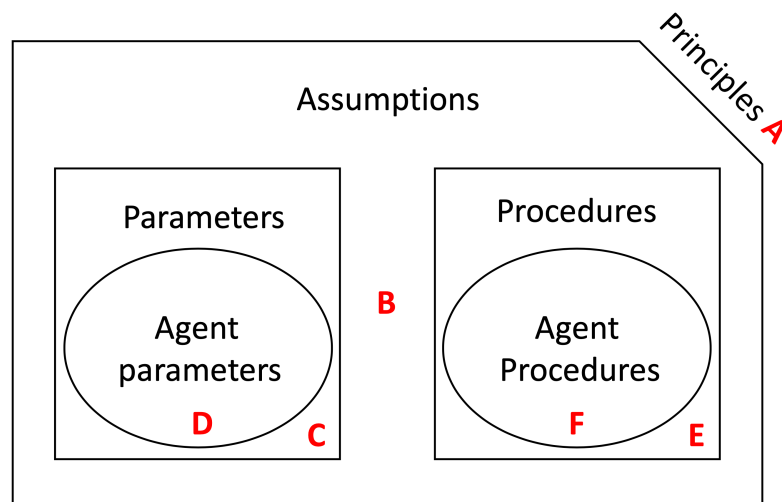 Principles A
Assumptions
Parameters
Procedures
B
Agent
parameters
Agent
Procedures
D
C
F
E